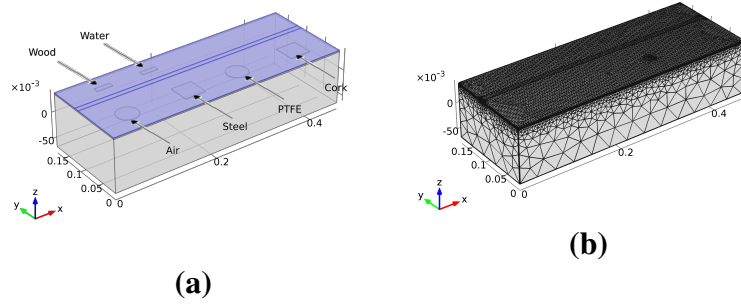 Water
Wood
×10⁻³
0
-50
0.15
0.1
0.05
0
0
0.2
0.4
Air
Steel
PTFE
Cork
z
y
x
(a)
×10⁻³
0
-50
0.15
0.1
0.05
0
0
0.2
0.4
z
y
x
(b)